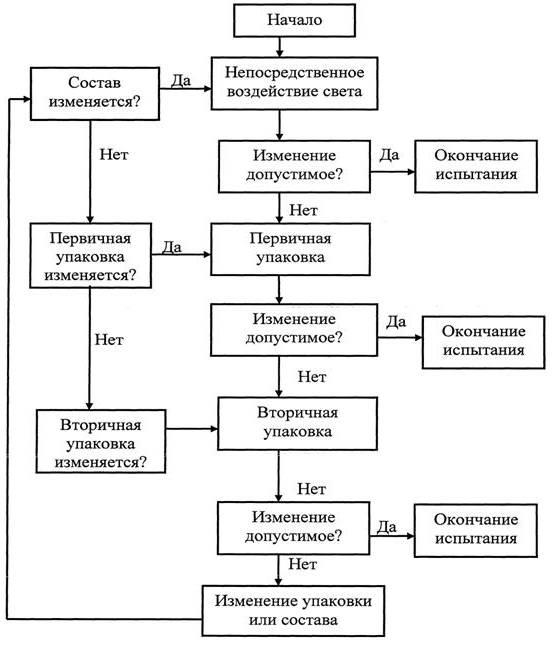 Начало
Состав
изменяется?
Да
Непосредственное
воздействие света
Нет
Изменение
допустимое?
Да
Окончание
испытания
Нет
Первичная
упаковка
изменяется?
Да
Первичная
упаковка
Нет
Изменение
допустимое?
Да
Окончание
испытания
Нет
Вторичная
упаковка
изменяется?
Вторичная
упаковка
Нет
Изменение
допустимое?
Да
Окончание
испытания
Нет
Изменение упаковки
или состава